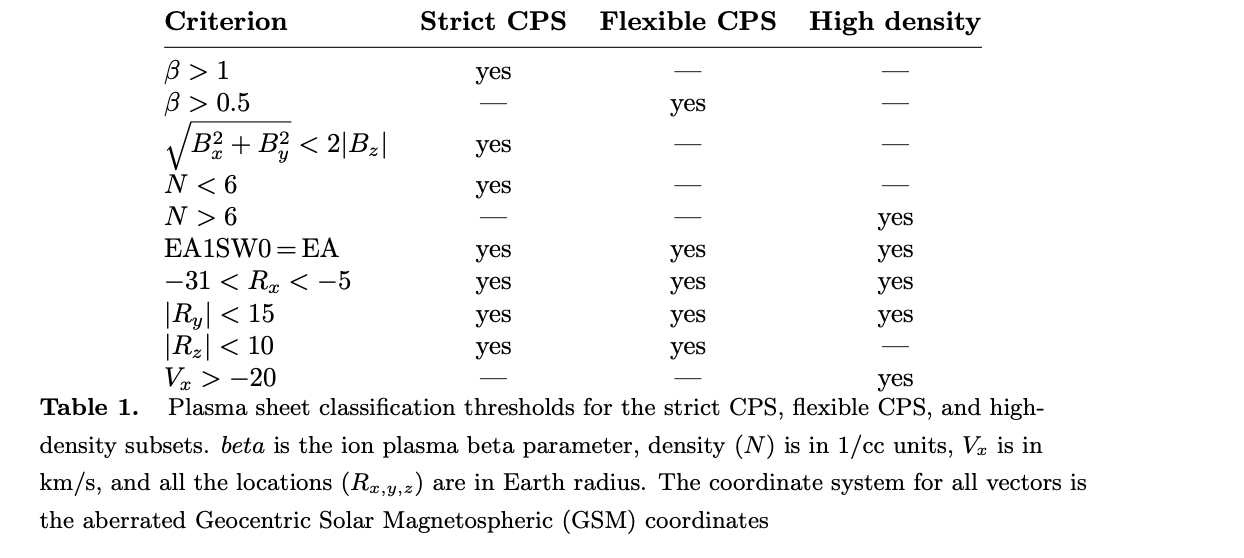 Criterion Strict CPS Flexible CPS High density
β > 1 yes — —
β > 0.5 — yes —
√(B_x^2 + B_y^2) < 2|B_z| yes — —
N < 6 yes — —
N > 6 — — yes
EA1SW0 = EA yes yes yes
−31 < R_x < −5 yes yes yes
|R_y| < 15 yes yes yes
|R_z| < 10 yes yes —
V_x > −20 — — yes
Table 1. Plasma sheet classification thresholds for the strict CPS, flexible CPS, and high-
density subsets. beta is the ion plasma beta parameter, density (N) is in 1/cc units, V_x is in
km/s, and all the locations (R_x,y,z) are in Earth radius. The coordinate system for all vectors is
the aberrated Geocentric Solar Magnetospheric (GSM) coordinates